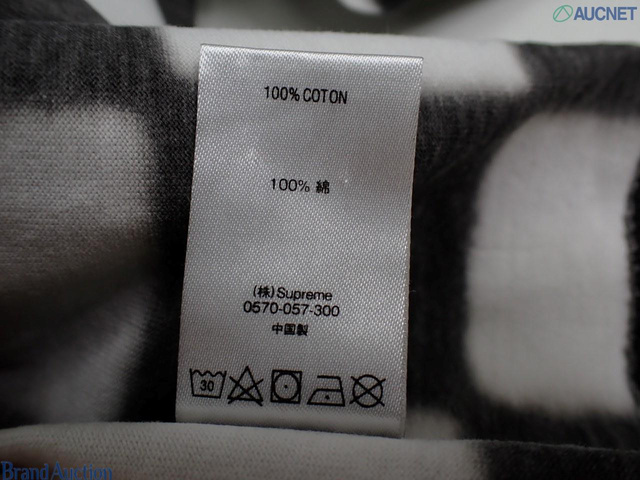 AUCNET
100% COTON
100% 綿
(株)Supreme
0570-057-300
中国製
30
Brand Auction